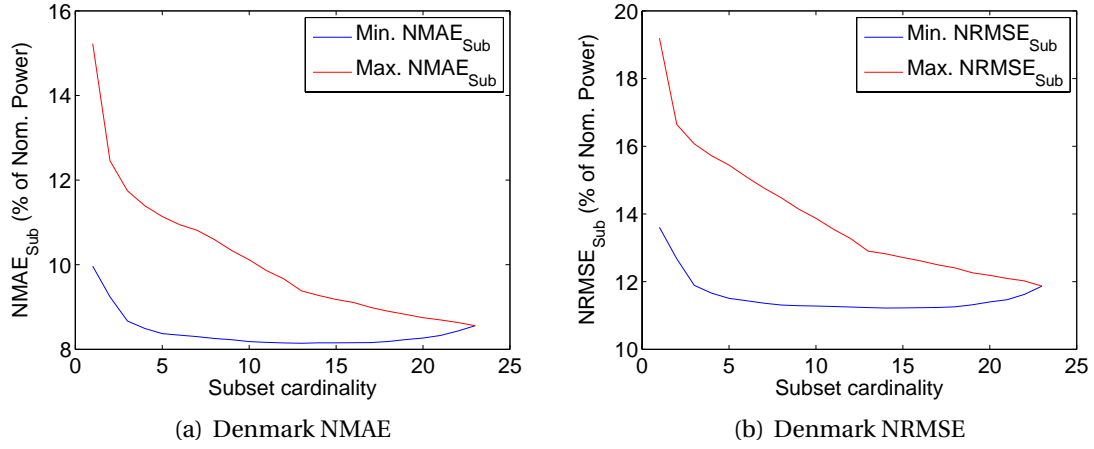 16
14
12
10
8
0
5
10
15
20
25
NMAE_Sub (% of Nom. Power)
Subset cardinality
Min. NMAE_Sub
Max. NMAE_Sub
(a) Denmark NMAE
20
18
16
14
12
10
0
5
10
15
20
25
NRMSE_Sub (% of Nom. Power)
Subset cardinality
Min. NRMSE_Sub
Max. NRMSE_Sub
(b) Denmark NRMSE